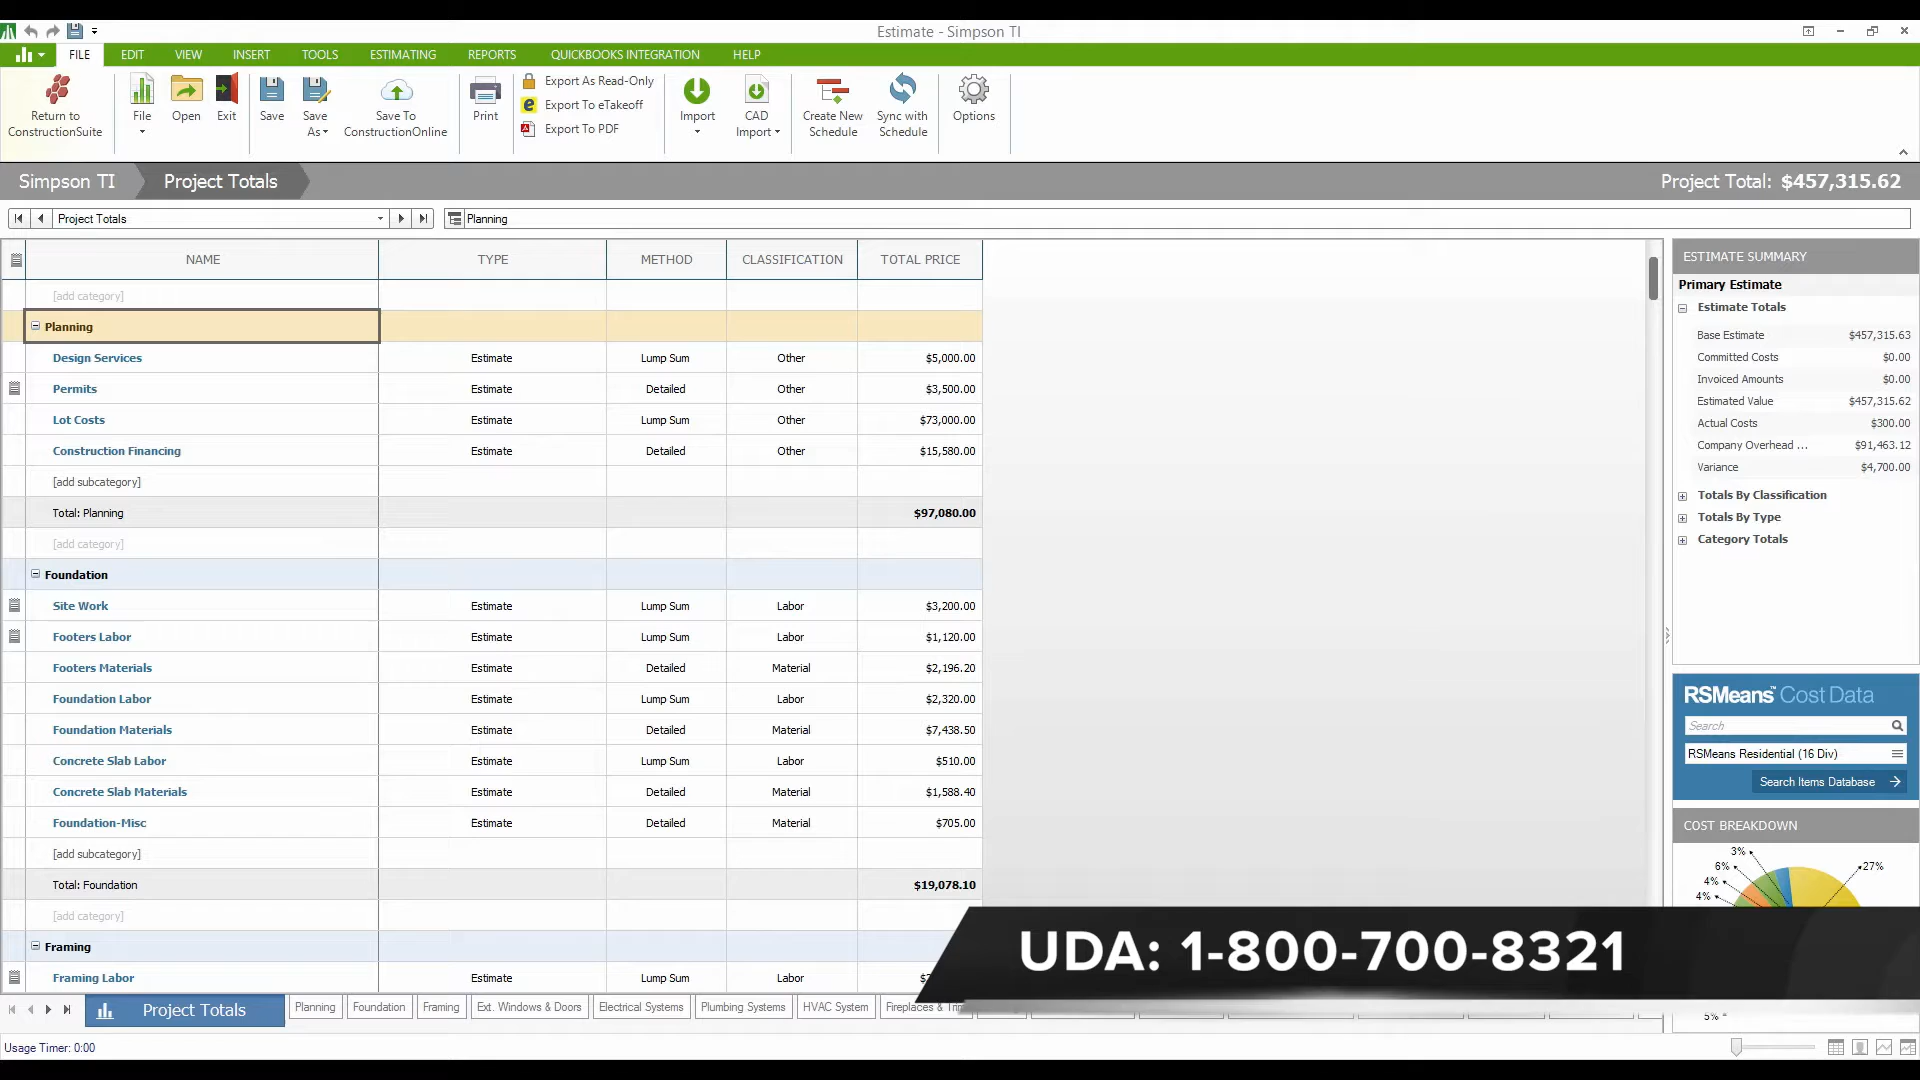 Estimate - Simpson TI
FILE EDIT VIEW INSERT TOOLS ESTIMATING REPORTS QUICKBOOKS INTEGRATION HELP
Return to ConstructionSuite
File
Open
Exit
Save
Save As
Save To ConstructionOnline
Print
Export As Read-Only
Export To eTakeoff
Export To PDF
Import
CAD Import
Create New Schedule
Sync with Schedule
Options
Simpson TI Project Totals Project Total: $457,315.62
Project Totals Planning
NAME TYPE METHOD CLASSIFICATION TOTAL PRICE
[add category]
Planning
Design Services Estimate Lump Sum Other $5,000.00
Permits Estimate Detailed Other $3,500.00
Lot Costs Estimate Lump Sum Other $73,000.00
Construction Financing Estimate Detailed Other $15,580.00
[add subcategory]
Total: Planning $97,080.00
[add category]
Foundation
Site Work Estimate Lump Sum Labor $3,200.00
Footers Labor Estimate Lump Sum Labor $1,120.00
Footers Materials Estimate Detailed Material $2,196.20
Foundation Labor Estimate Lump Sum Labor $2,320.00
Foundation Materials Estimate Detailed Material $7,438.50
Concrete Slab Labor Estimate Lump Sum Labor $510.00
Concrete Slab Materials Estimate Detailed Material $1,588.40
Foundation-Misc Estimate Detailed Material $705.00
[add subcategory]
Total: Foundation $19,078.10
[add category]
Framing
Framing Labor Estimate Lump Sum Labor
ESTIMATE SUMMARY
Primary Estimate
Estimate Totals
Base Estimate $457,315.63
Committed Costs $0.00
Invoiced Amounts $0.00
Estimated Value $457,315.62
Actual Costs $300.00
Company Overhead ... $91,463.12
Variance $4,700.00
Totals By Classification
Totals By Type
Category Totals
RSMeans™ Cost Data
Search
RSMeans Residential (16 Div)
Search Items Database
COST BREAKDOWN
3%
6% 27%
4%
4%
5%
UDA: 1-800-700-8321
Project Totals Planning Foundation Framing Ext. Windows & Doors Electrical Systems Plumbing Systems HVAC System Fireplaces &
Usage Timer: 0:00